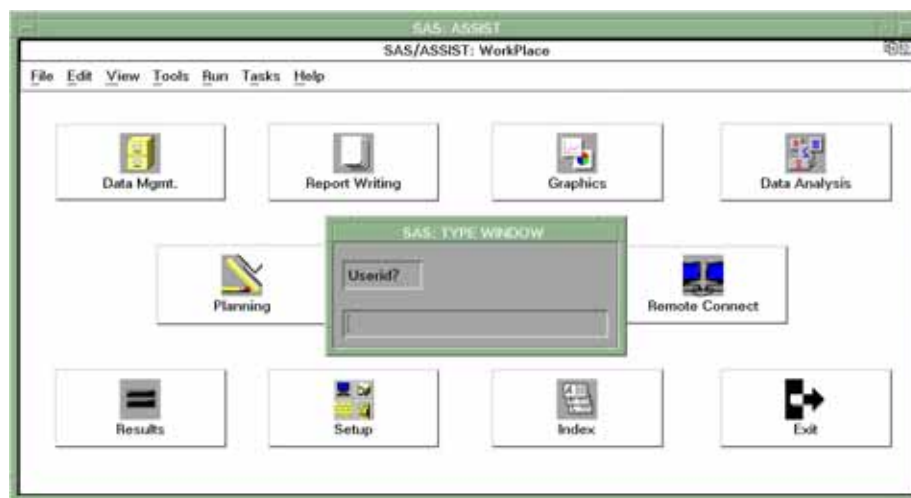 SAS: ASSIST
SAS/ASSIST: WorkPlace
File Edit View Tools Run Tasks Help
Data Mgmt. Report Writing Graphics Data Analysis
SAS: TYPE WINDOW
Userid?
Planning Remote Connect
Results Setup Index Exit